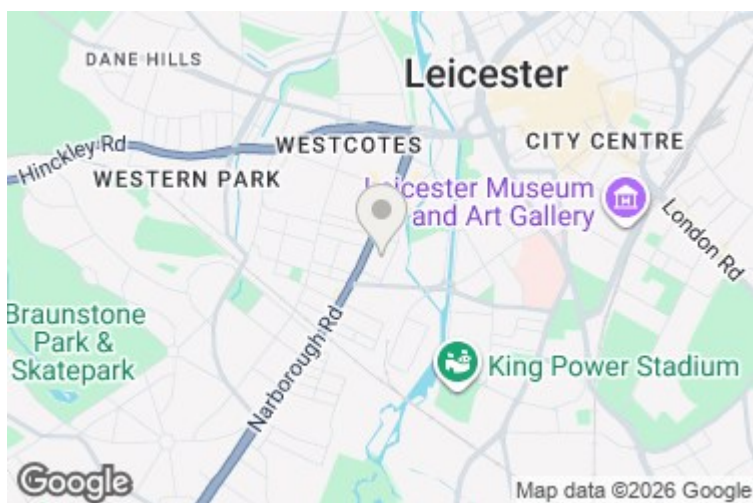 DANE HILLS
Leicester
Hinckley Rd
WESTCOTES
CITY CENTRE
WESTERN PARK
Leicester Museum
and Art Gallery
London Rd
Braunstone
Park &
Skatepark
Narborough Rd
King Power Stadium
Google
Map data ©2026 Google